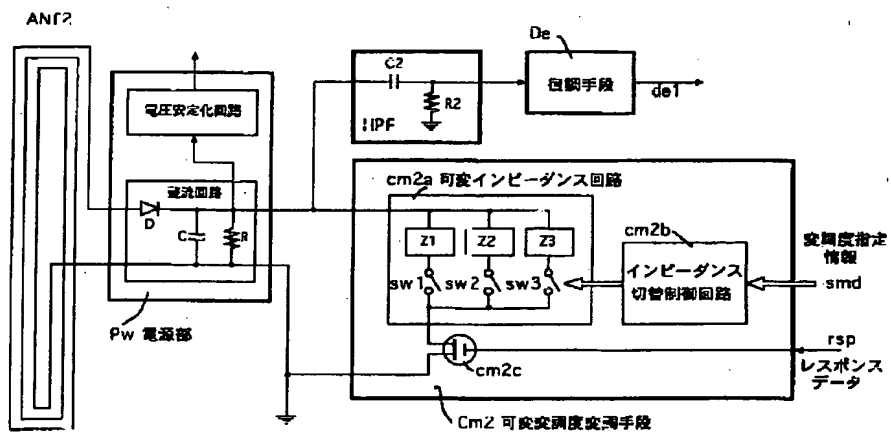 ANT2
De
C2
R2
HPF
復調手段
de1
電圧安定化回路
整流回路
D
C
R
Pw 電源部
cm2a 可変インピーダンス回路
Z1
Z2
Z3
sw1
sw2
sw3
cm2b
インピーダンス
切替制御回路
変調度指定
情報
smd
rsp
レスポンス
データ
cm2c
Cm2 可変変調度変調手段